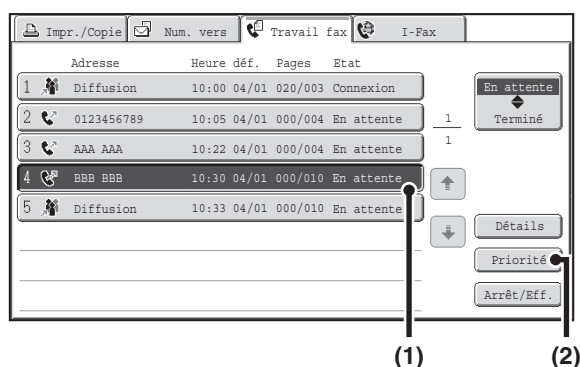 Impr./Copie Num. vers Travail fax I-Fax
Adresse Heure déf. Pages Etat
1 Diffusion 10:00 04/01 020/003 Connexion
2 0123456789 10:05 04/01 000/004 En attente
3 AAA AAA 10:22 04/01 000/004 En attente
4 BBB BBB 10:30 04/01 000/010 En attente
5 Diffusion 10:33 04/01 000/010 En attente
1
1
En attente
Terminé
Détails
Priorité
Arrêt/Eff.
(1) (2)